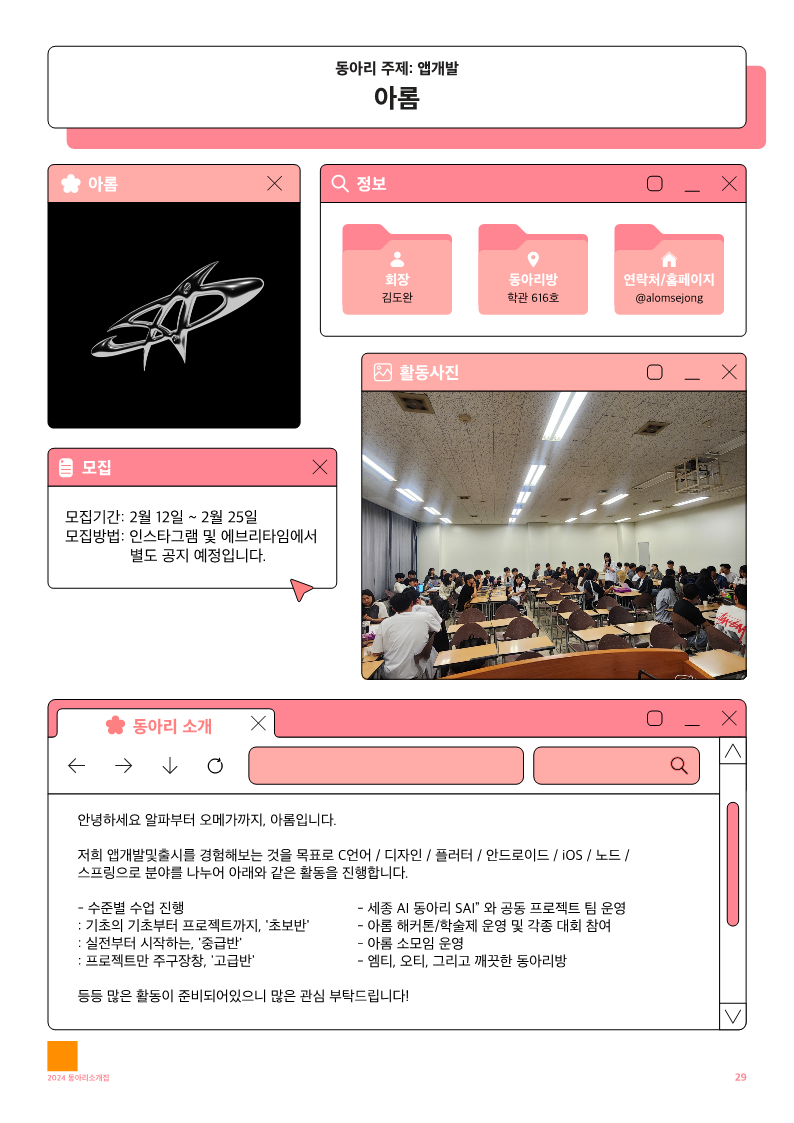 동아리 주제: 앱개발
아롬
아롬
정보
회장
김도완
동아리방
학관 616호
연락처/홈페이지
@alomsejong
활동사진
모집
모집기간: 2월 12일 ~ 2월 25일
모집방법: 인스타그램 및 에브리타임에서
별도 공지 예정입니다.
동아리 소개
안녕하세요 알파부터 오메가까지, 아롬입니다.
저희 앱개발및출시를 경험해보는 것을 목표로 C언어 / 디자인 / 플러터 / 안드로이드 / iOS / 노드 /
스프링으로 분야를 나누어 아래와 같은 활동을 진행합니다.
- 수준별 수업 진행
: 기초의 기초부터 프로젝트까지, '초보반'
: 실전부터 시작하는, '중급반'
: 프로젝트만 주구장창, '고급반'
- 세종 AI 동아리 SAI” 와 공동 프로젝트 팀 운영
- 아롬 해커톤/학술제 운영 및 각종 대회 참여
- 아롬 소모임 운영
- 엠티, 오티, 그리고 깨끗한 동아리방
등등 많은 활동이 준비되어있으니 많은 관심 부탁드립니다!
2024 동아리소개집
29